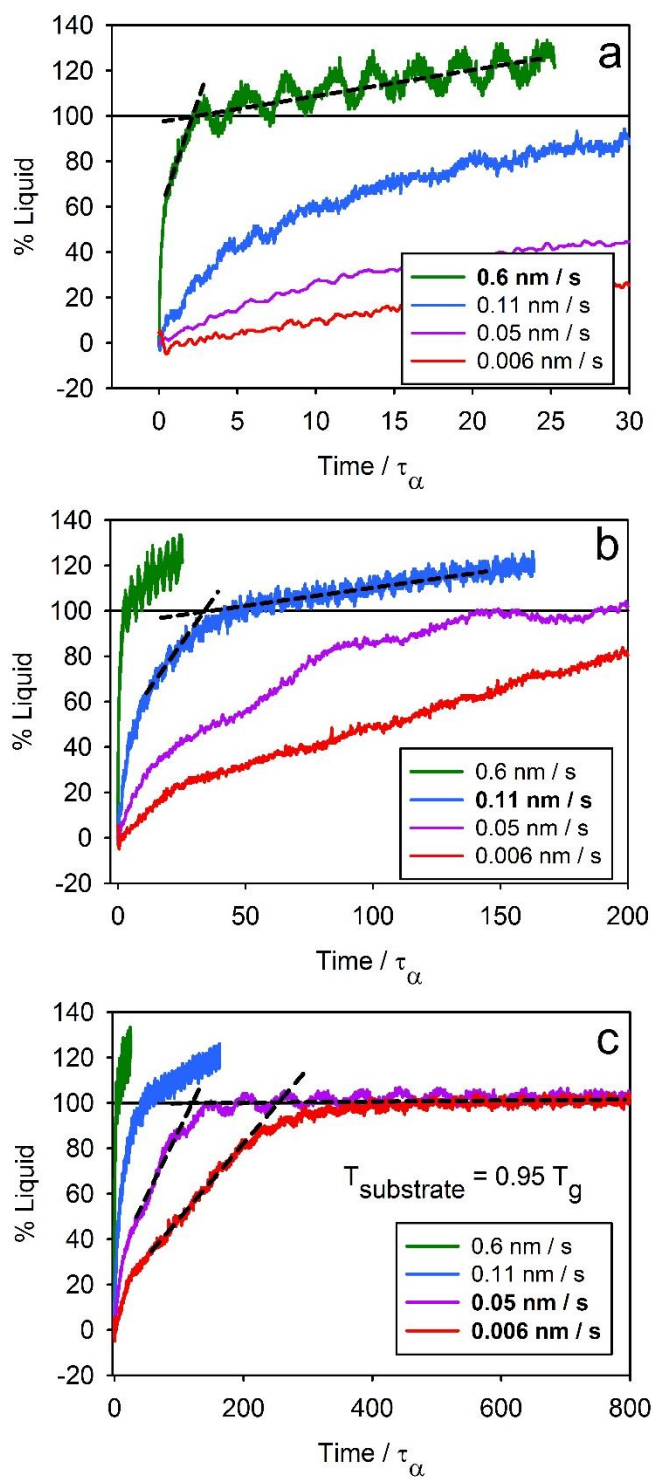 a
140
120
100
80
60
40
20
0
-20
% Liquid
0.6 nm / s
0.11 nm / s
0.05 nm / s
0.006 nm / s
0 5 10 15 20 25 30
Time / τα
b
140
120
100
80
60
40
20
0
-20
% Liquid
0.6 nm / s
0.11 nm / s
0.05 nm / s
0.006 nm / s
0 50 100 150 200
Time / τα
c
140
120
100
80
60
40
20
0
-20
% Liquid
Tsubstrate = 0.95 Tg
0.6 nm / s
0.11 nm / s
0.05 nm / s
0.006 nm / s
0 200 400 600 800
Time / τα